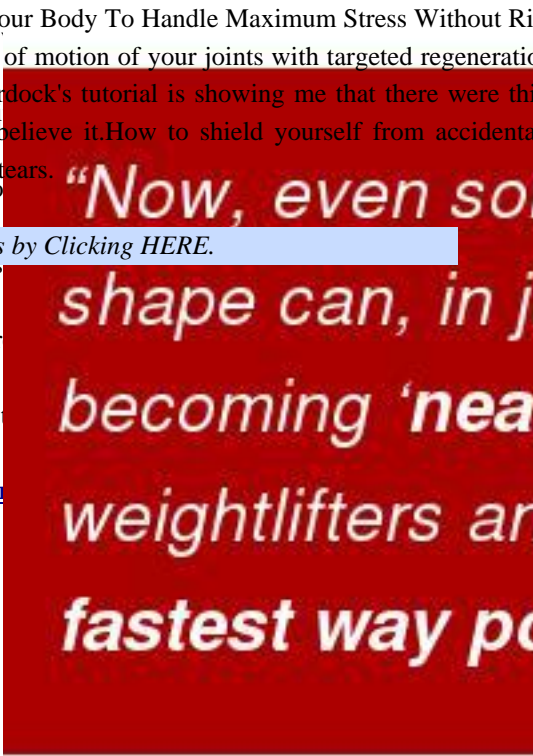 our Body To Handle Maximum Stress Without Ri
of motion of your joints with targeted regeneratio
rdock's tutorial is showing me that there were thi
believe it.How to shield yourself from accidenta
tears.
“Now, even so
s by Clicking HERE.
shape can, in j
becoming ‘nea
weightlifters an
fastest way po